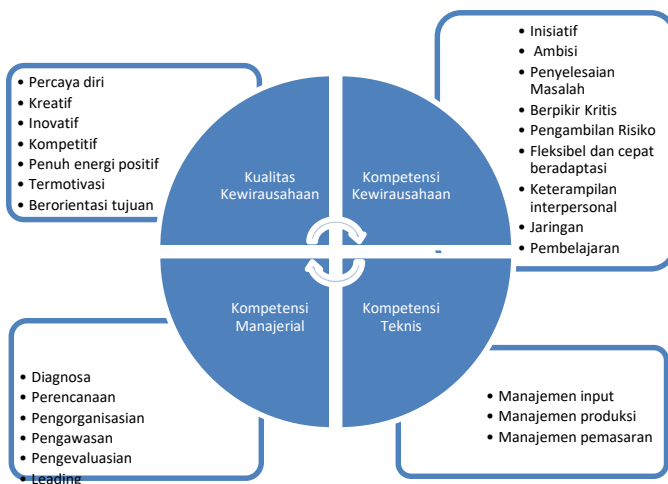 • Percaya diri
• Kreatif
• Inovatif
• Kompetitif
• Penuh energi positif
• Termotivasi
• Berorientasi tujuan
Kualitas
Kewirausahaan
Kompetensi
Kewirausahaan
• Inisiatif
• Ambisi
• Penyelesaian
Masalah
• Berpikir Kritis
• Pengambilan Risiko
• Fleksibel dan cepat
beradaptasi
• Keterampilan
interpersonal
• Jaringan
• Pembelajaran
Kompetensi
Manajerial
Kompetensi
Teknis
• Diagnosa
• Perencanaan
• Pengorganisasian
• Pengawasan
• Pengevaluasian
• Leading
• Manajemen input
• Manajemen produksi
• Manajemen pemasaran